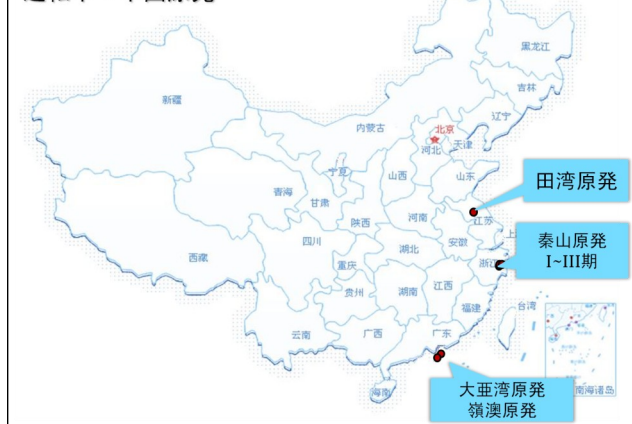 黑龙江
吉林
辽宁
新疆
内蒙古
北京
天津
河北
宁夏
山西
山东
田湾原発
青海
甘肃
陕西
河南
江苏
西藏
四川
重庆
湖北
安徽
上
秦山原発
I~III期
浙江
贵州
湖南
江西
福建
台湾
云南
广西
广东
大亜湾原発
嶺澳原発
海南
南海诸岛